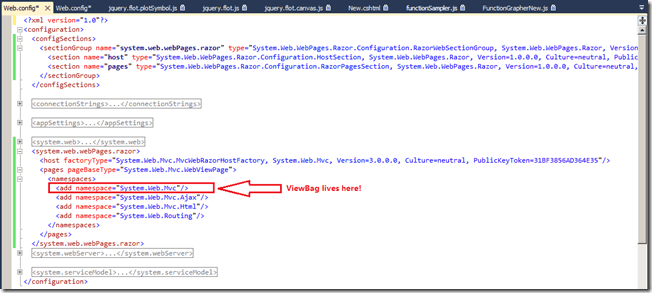 Web.config* Web.config* jquery.flot.plotSymbol.js jquery.flot.js jquery.flot.canvas.js New.cshtml functionSampler.js FunctionGrapherNew.js
<?xml version="1.0"?>
<configuration>
<configSections>
<sectionGroup name="system.web.webPages.razor" type="System.Web.WebPages.Razor.Configuration.RazorWebSectionGroup, System.Web.WebPages.Razor, Version
<section name="host" type="System.Web.WebPages.Razor.Configuration.HostSection, System.Web.WebPages.Razor, Version=1.0.0.0, Culture=neutral, Public
<section name="pages" type="System.Web.WebPages.Razor.Configuration.RazorPagesSection, System.Web.WebPages.Razor, Version=1.0.0.0, Culture=neutral,
</sectionGroup>
</configSections>
<connectionStrings>...</connectionStrings>
<appSettings>...</appSettings>
<system.web>...</system.web>
<system.web.webPages.razor>
<host factoryType="System.Web.Mvc.MvcWebRazorHostFactory, System.Web.Mvc, Version=3.0.0.0, Culture=neutral, PublicKeyToken=31BF3856AD364E35"/>
<pages pageBaseType="System.Web.Mvc.WebViewPage">
<namespaces>
<add namespace="System.Web.Mvc"/> ViewBag lives here!
<add namespace="System.Web.Mvc.Ajax"/>
<add namespace="System.Web.Mvc.Html"/>
<add namespace="System.Web.Routing"/>
</namespaces>
</pages>
</system.web.webPages.razor>
<system.webServer>...</system.webServer>
<system.serviceModel>...</system.serviceModel>
</configuration>